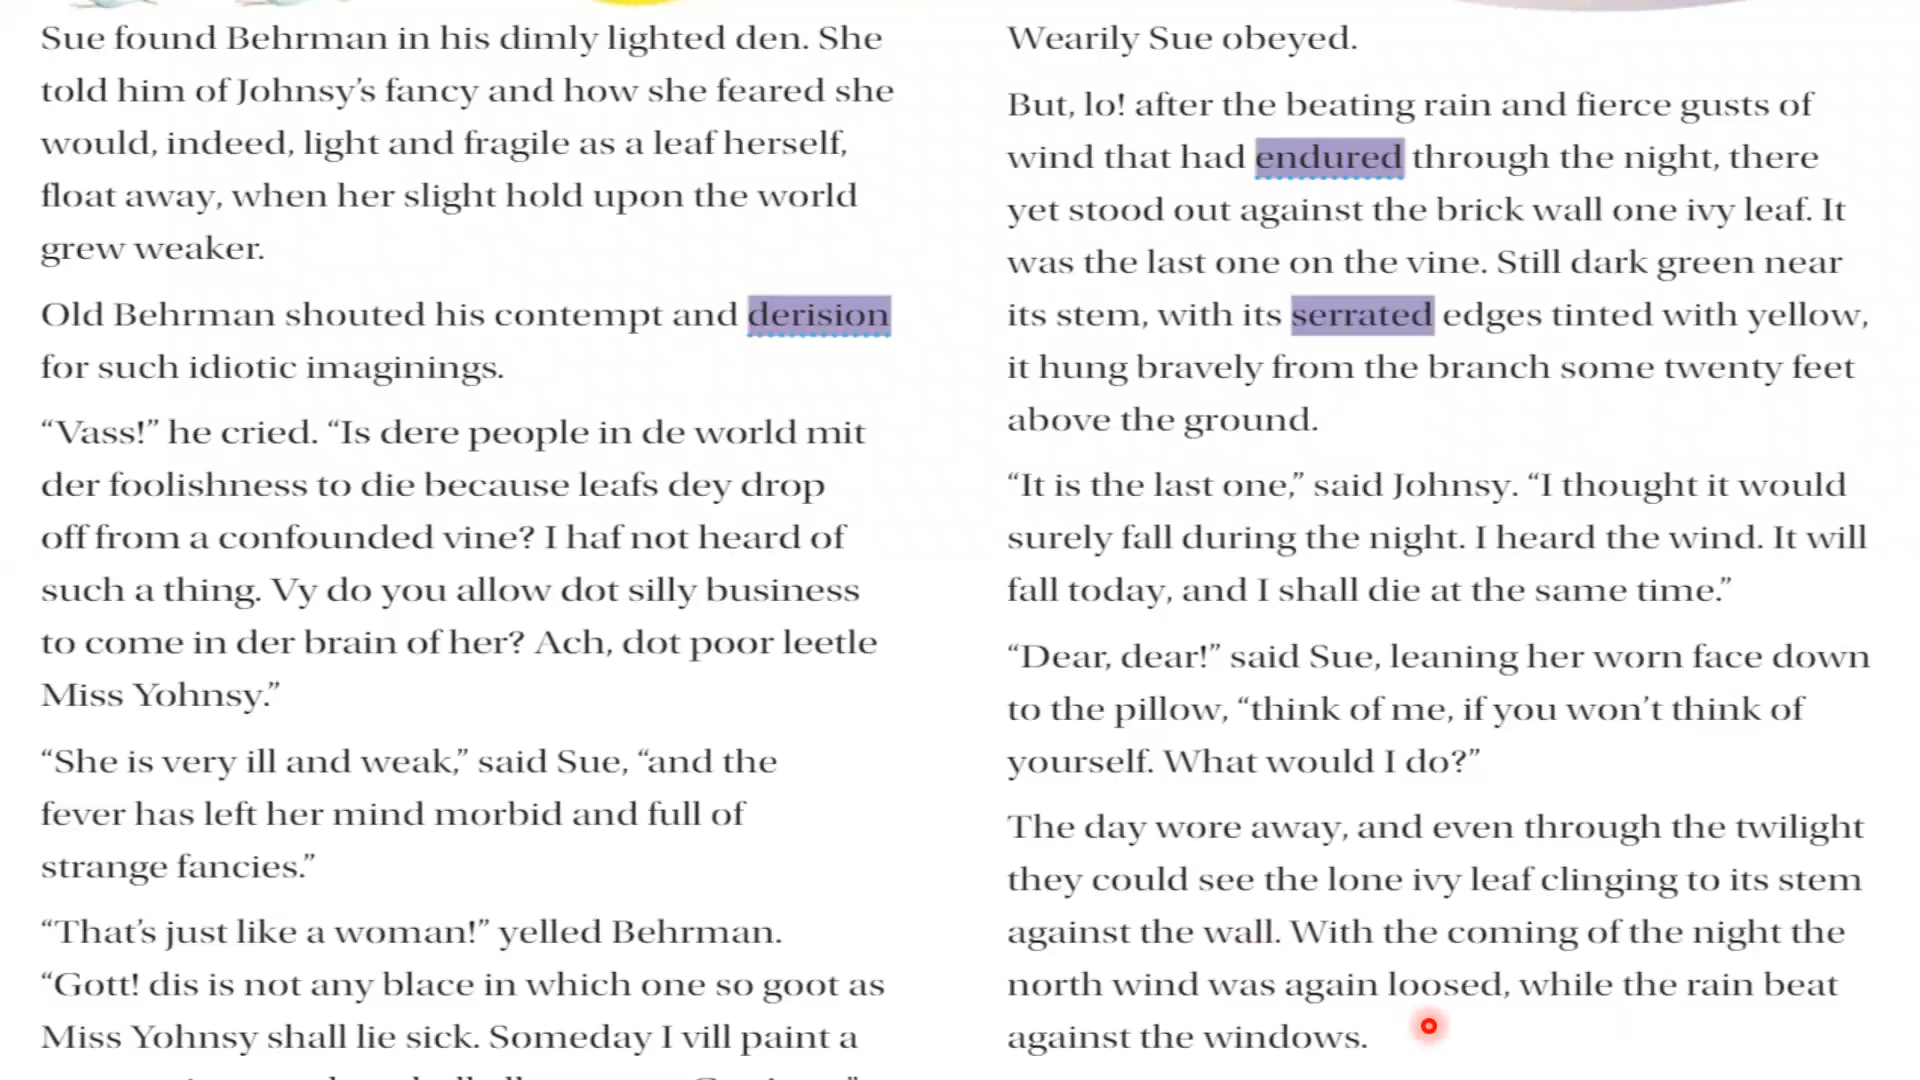 Sue found Behrman in his dimly lighted den. She
told him of Johnsy’s fancy and how she feared she
would, indeed, light and fragile as a leaf herself,
float away, when her slight hold upon the world
grew weaker.
Old Behrman shouted his contempt and derision
for such idiotic imaginings.
“Vass!” he cried. “Is dere people in de world mit
der foolishness to die because leafs dey drop
off from a confounded vine? I haf not heard of
such a thing. Vy do you allow dot silly business
to come in der brain of her? Ach, dot poor leetle
Miss Yohnsy.”
“She is very ill and weak,” said Sue, “and the
fever has left her mind morbid and full of
strange fancies.”
“That’s just like a woman!” yelled Behrman.
“Gott! dis is not any blace in which one so goot as
Miss Yohnsy shall lie sick. Someday I vill paint a
Wearily Sue obeyed.
But, lo! after the beating rain and fierce gusts of
wind that had endured through the night, there
yet stood out against the brick wall one ivy leaf. It
was the last one on the vine. Still dark green near
its stem, with its serrated edges tinted with yellow,
it hung bravely from the branch some twenty feet
above the ground.
“It is the last one,” said Johnsy. “I thought it would
surely fall during the night. I heard the wind. It will
fall today, and I shall die at the same time.”
“Dear, dear!” said Sue, leaning her worn face down
to the pillow, “think of me, if you won’t think of
yourself. What would I do?”
The day wore away, and even through the twilight
they could see the lone ivy leaf clinging to its stem
against the wall. With the coming of the night the
north wind was again loosed, while the rain beat
against the windows.